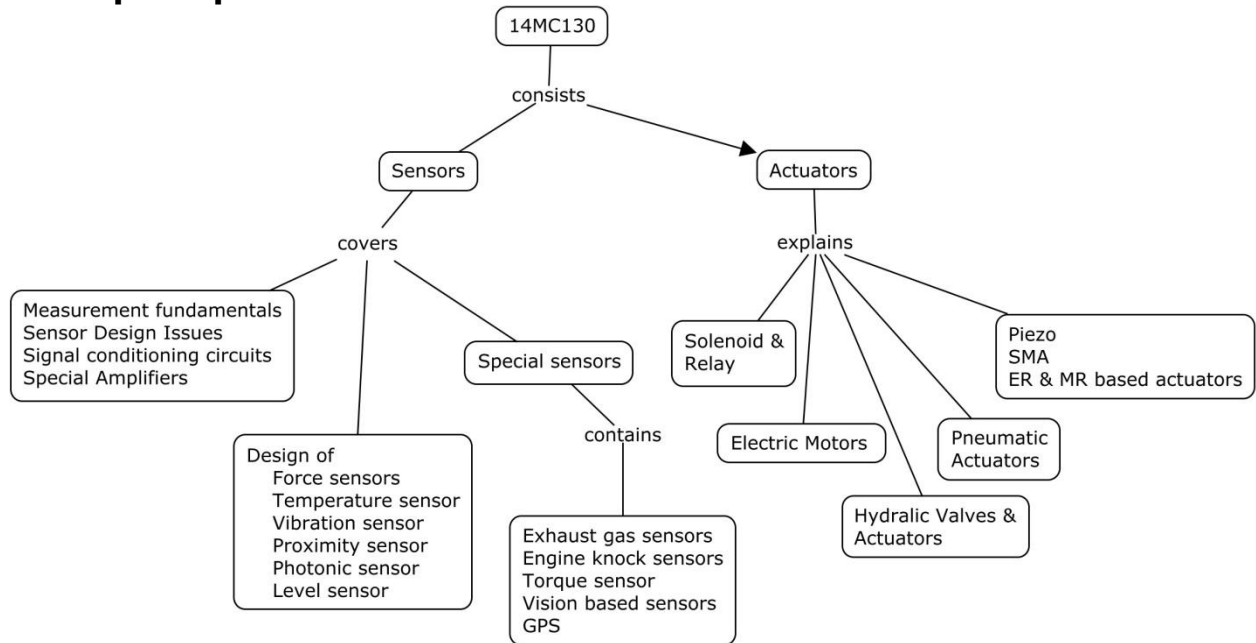 14MC130
consists
Sensors
Actuators
covers
explains
Measurement fundamentals
Sensor Design Issues
Signal conditioning circuits
Special Amplifiers
Special sensors
Solenoid &
Relay
Piezo
SMA
ER & MR based actuators
contains
Electric Motors
Pneumatic
Actuators
Design of
Force sensors
Temperature sensor
Vibration sensor
Proximity sensor
Photonic sensor
Level sensor
Exhaust gas sensors
Engine knock sensors
Torque sensor
Vision based sensors
GPS
Hydralic Valves &
Actuators